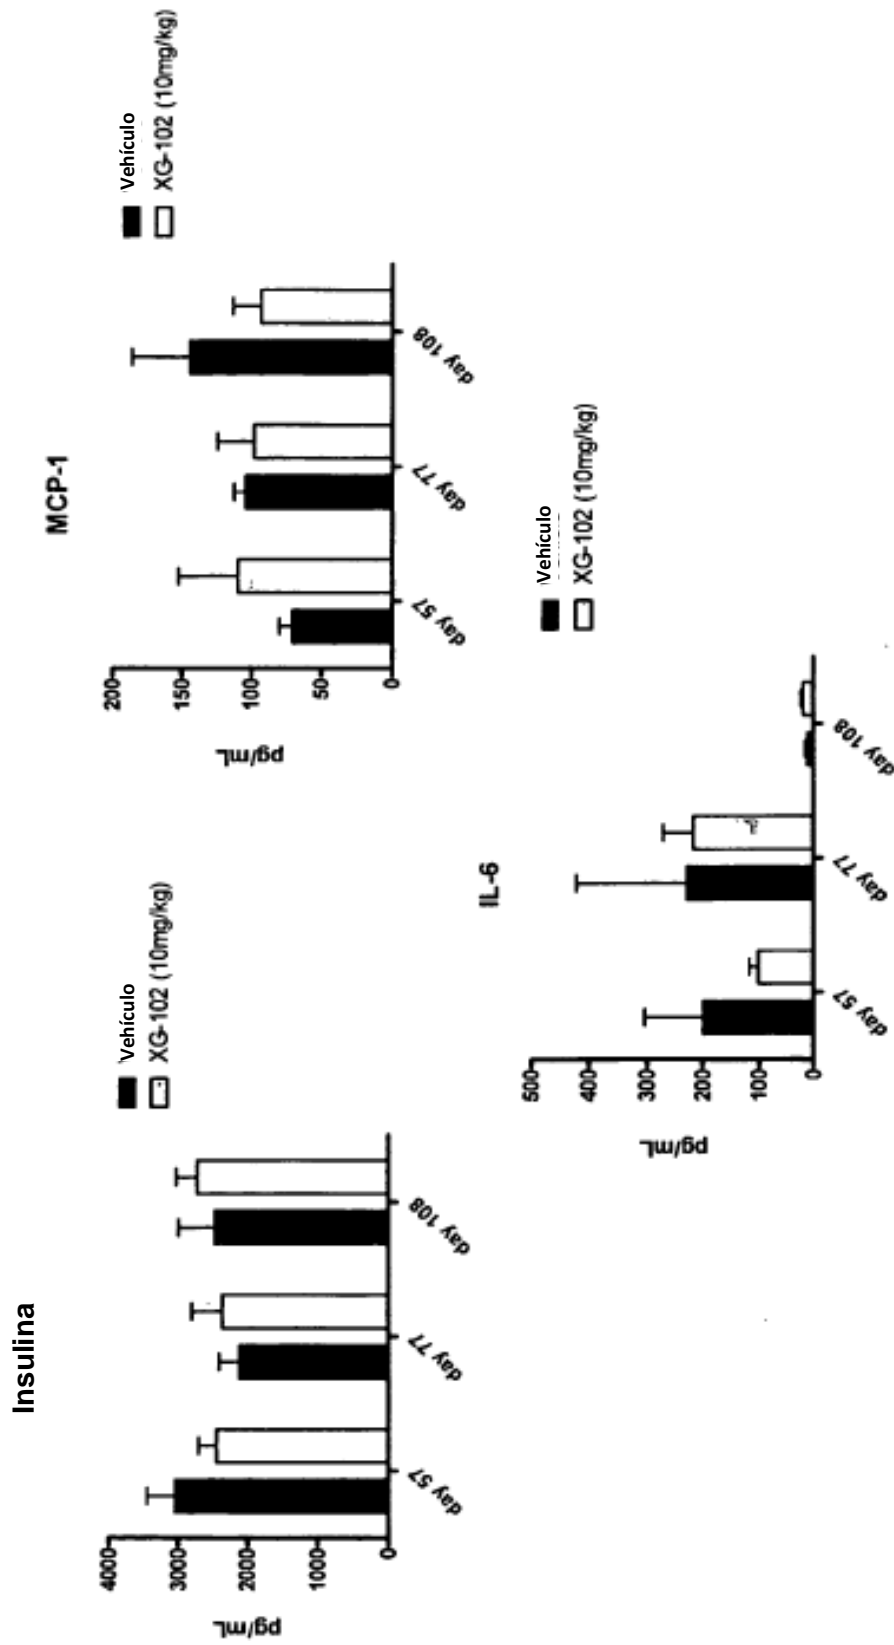 Insulina
Vehículo
XG-102 (10mg/kg)
pg/mL
4000
3000
2000
1000
0
day 57
day 77
day 108
MCP-1
Vehículo
XG-102 (10mg/kg)
pg/mL
200
150
100
50
0
day 57
day 77
day 108
IL-6
Vehículo
XG-102 (10mg/kg)
pg/mL
500
400
300
200
100
0
day 57
day 77
day 108